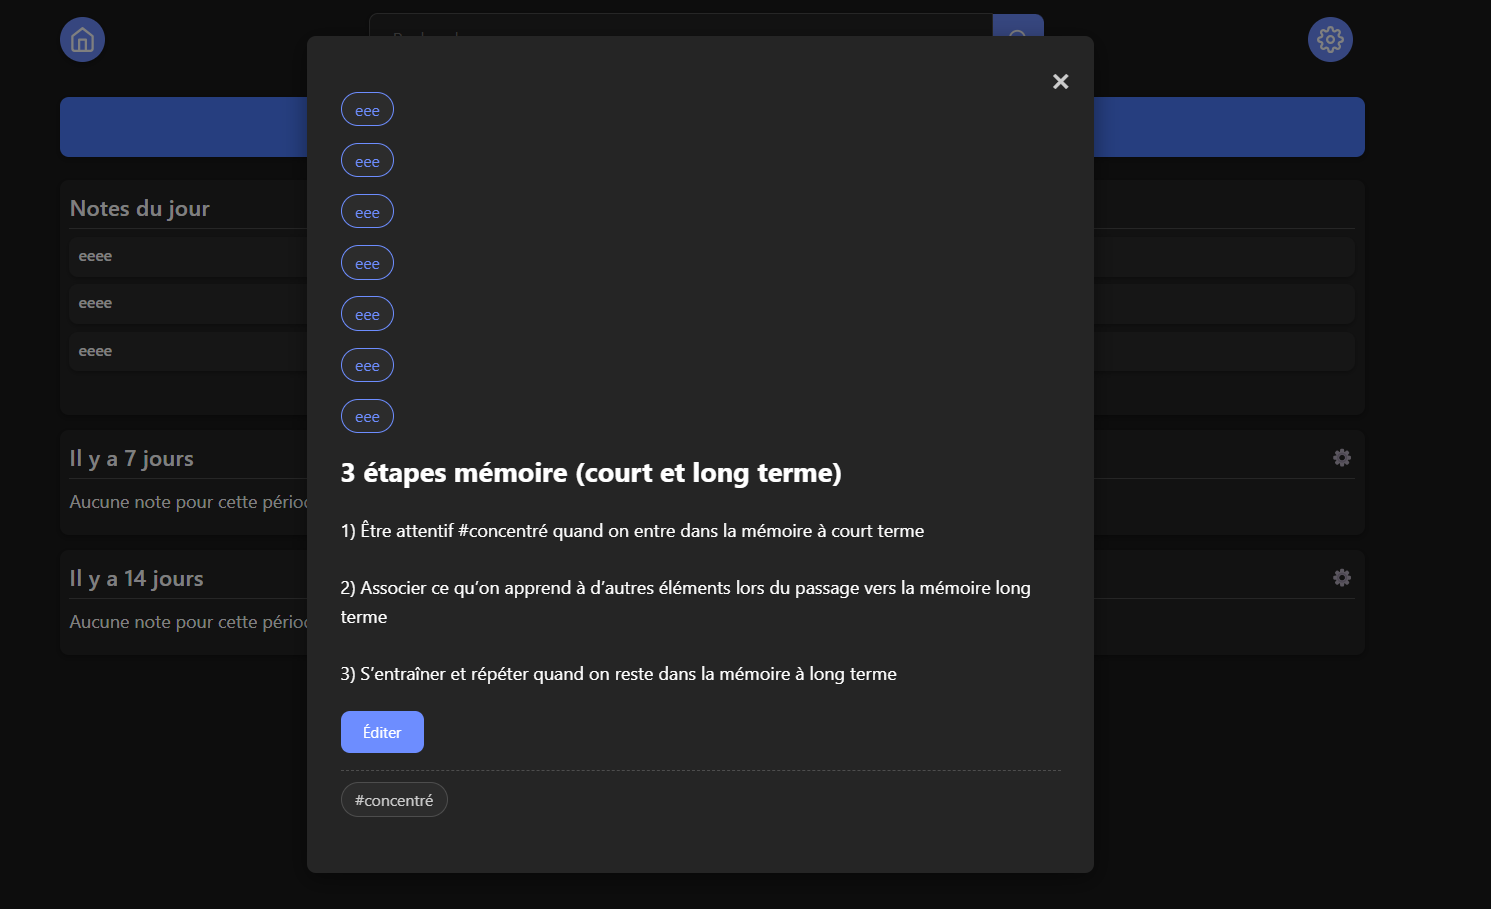 eee
eee
eee
eee
eee
eee
eee
3 étapes mémoire (court et long terme)
1) Être attentif #concentré quand on entre dans la mémoire à court terme
2) Associer ce qu’on apprend à d’autres éléments lors du passage vers la mémoire long
terme
3) S’entraîner et répéter quand on reste dans la mémoire à long terme
Éditer
#concentré
Notes du jour
eeee
eeee
eeee
Il y a 7 jours
Aucune note pour cette
Il y a 14 jours
Aucune note pour cette